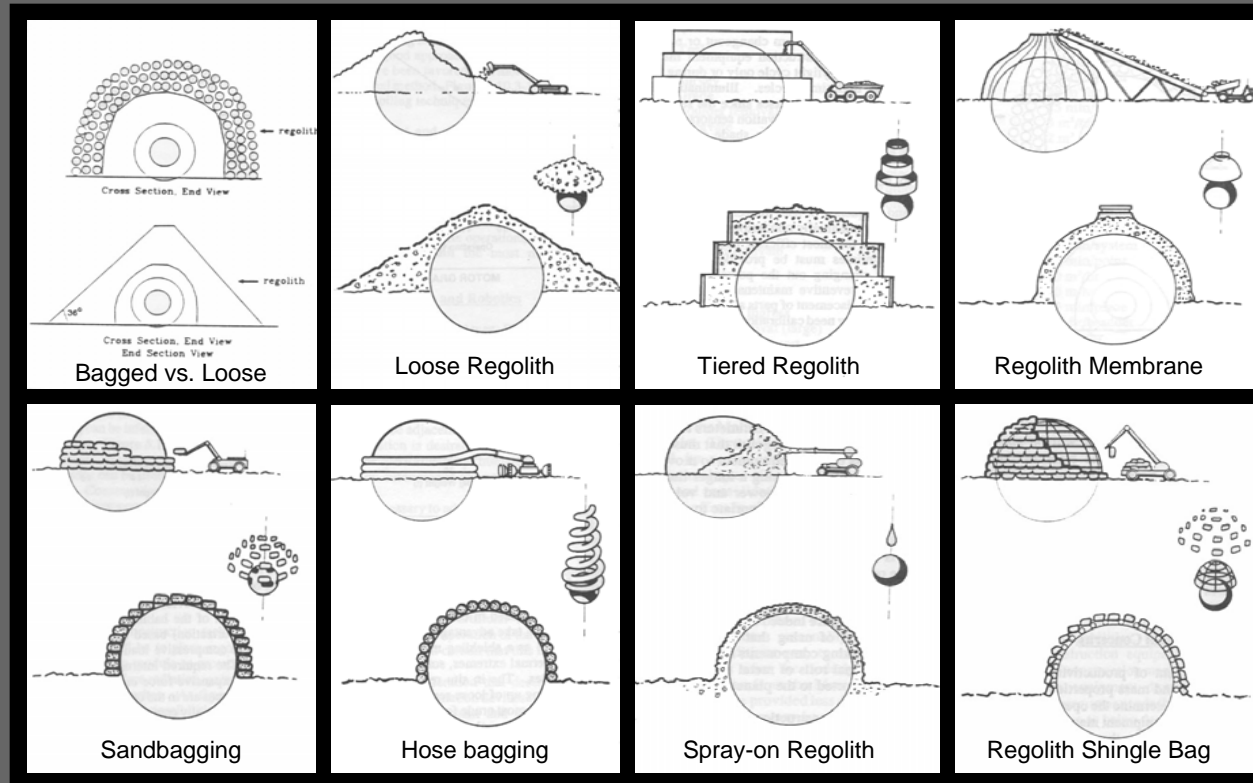 regolith
Cross Section, End View
regolith
36°
Cross Section, End View
End Section View
Bagged vs. Loose
Loose Regolith
Tiered Regolith
Regolith Membrane
Sandbagging
Hose bagging
Spray-on Regolith
Regolith Shingle Bag